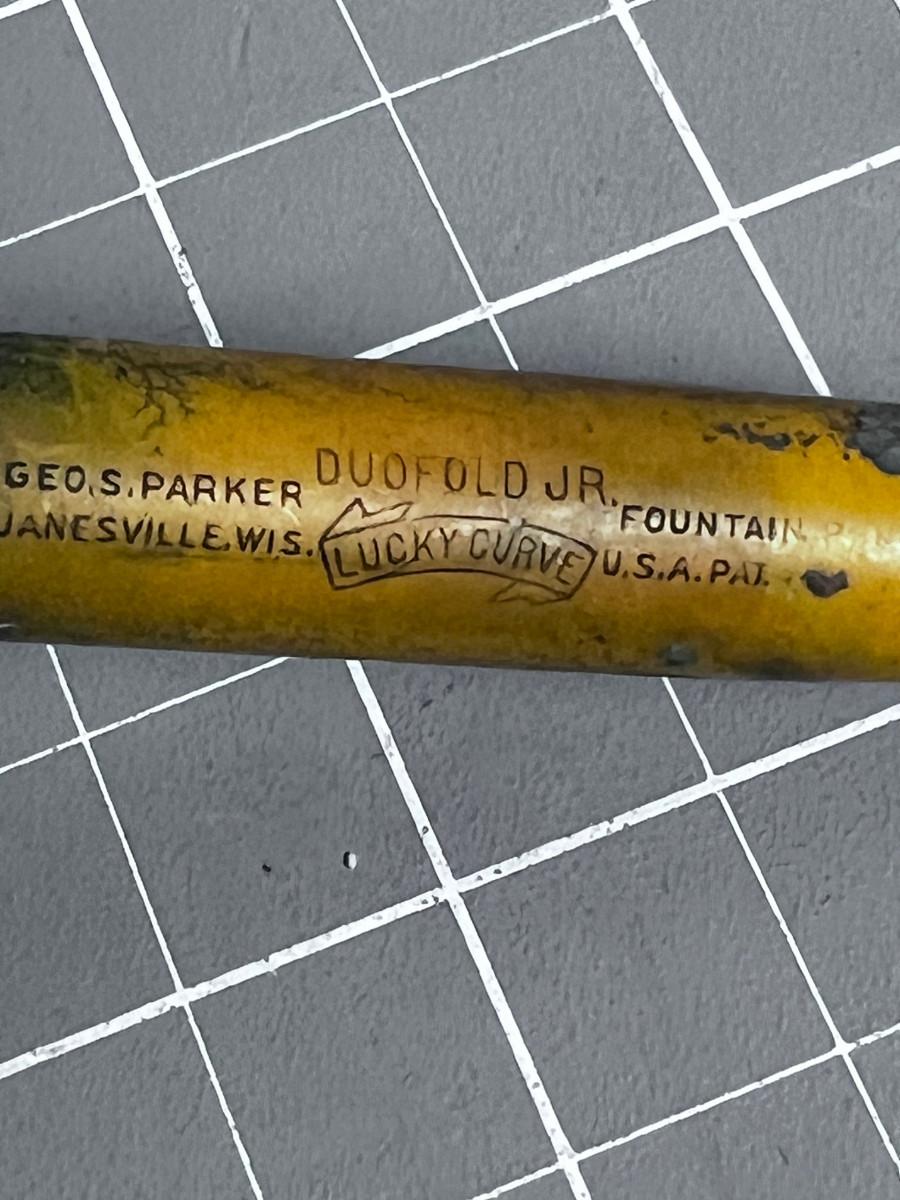 DUOFOLD JR.
GEO.S.PARKER LUCKY CURVE FOUNTAIN
JANESVILLE.WIS. U.S.A.PAT.